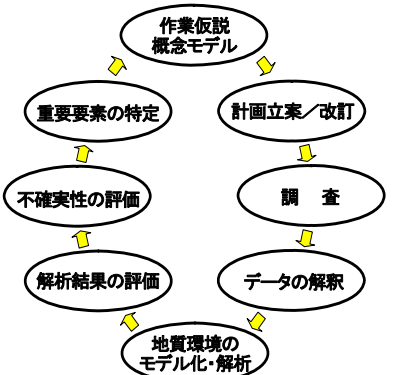 作業仮説
概念モデル
計画立案／改訂
調　査
データの解釈
地質環境の
モデル化・解析
解析結果の評価
不確実性の評価
重要要素の特定